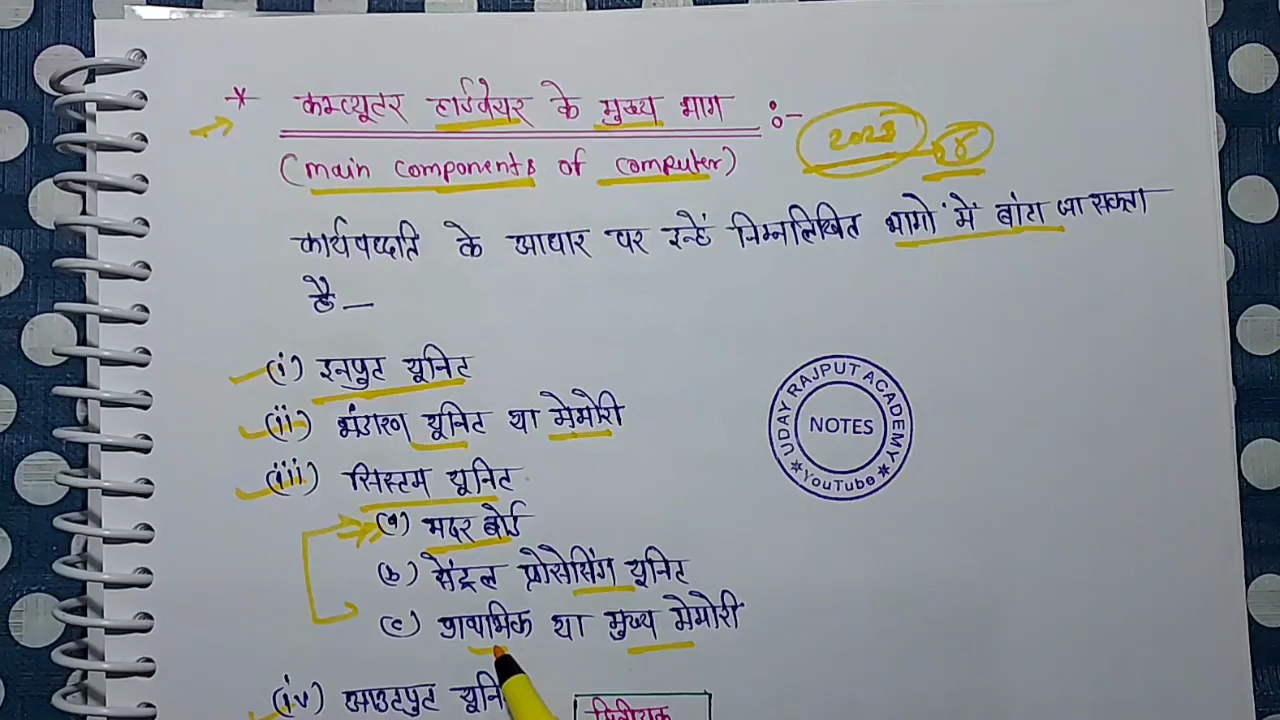 * कम्प्यूटर हार्डवेयर के मुख्य भाग :-
2023
(main components of computer)
कार्यपद्धति के आधार पर इन्हें निम्नलिखित भागों में बांटा जा सकता
है —
(i) इनपुट यूनिट
(ii) भंडारण यूनिट या मेमोरी
(iii) सिस्टम यूनिट
(a) मदर बोर्ड
(b) सेंट्रल प्रोसेसिंग यूनिट
(c) प्राथमिक या मुख्य मेमोरी
(iv) आउटपुट
द्वितीयक
UDAY RAJPUT ACADEMY
NOTES
* YouTube *